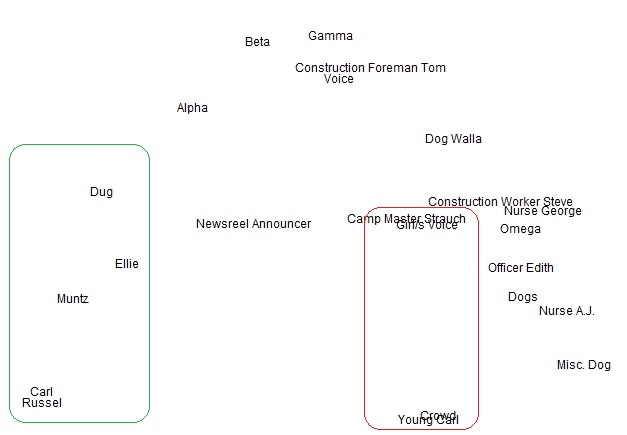 Gamma
Beta
Construction Foreman Tom
Voice
Alpha
Dog Walla
Dug
Construction Worker Steve
Nurse George
Camp Master Strauch
Newsreel Announcer
Girl/s Voice
Omega
Ellie
Officer Edith
Muntz
Dogs
Nurse A.J.
Misc. Dog
Carl
Russel
Crowd
Young Carl